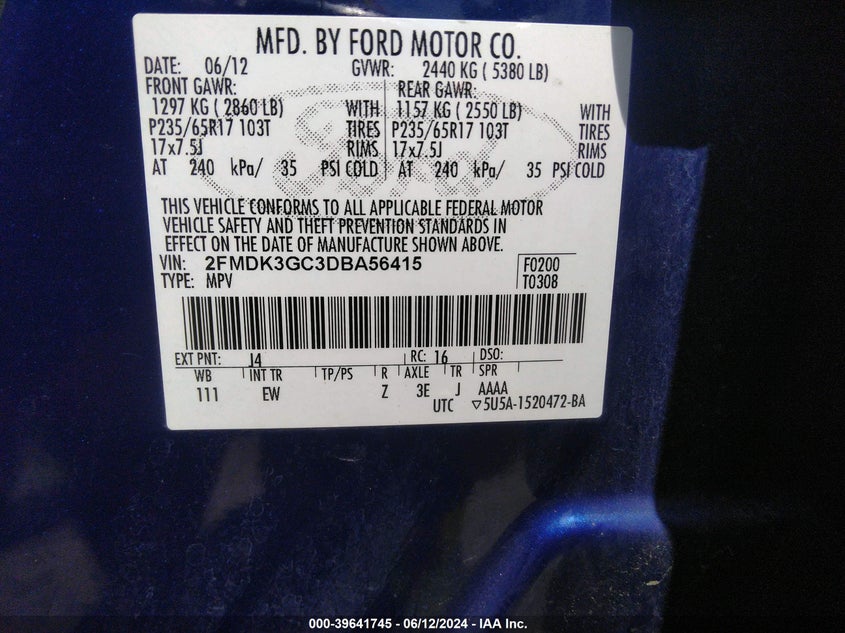 MFD. BY FORD MOTOR CO.
DATE: 06/12 GVWR: 2440 KG ( 5380 LB)
FRONT GAWR: REAR GAWR:
1297 KG ( 2860 LB) WITH 1157 KG ( 2550 LB) WITH
P235/65R17 103T TIRES P235/65R17 103T TIRES
17x7.5J RIMS 17x7.5J RIMS
AT 240 kPa/ 35 PSI COLD AT 240 kPa/ 35 PSI COLD
THIS VEHICLE CONFORMS TO ALL APPLICABLE FEDERAL MOTOR
VEHICLE SAFETY AND THEFT PREVENTION STANDARDS IN
EFFECT ON THE DATE OF MANUFACTURE SHOWN ABOVE.
VIN: 2FMDK3GC3DBA56415 F0200
TYPE: MPV T0308
EXT PNT: J4 RC: 16 DSO:
WB INT TR TP/PS R AXLE TR SPR
111 EW Z 3E J AAAA
UTC ▽5U5A-1520472-BA
000-39641745 - 06/12/2024 - IAA Inc.